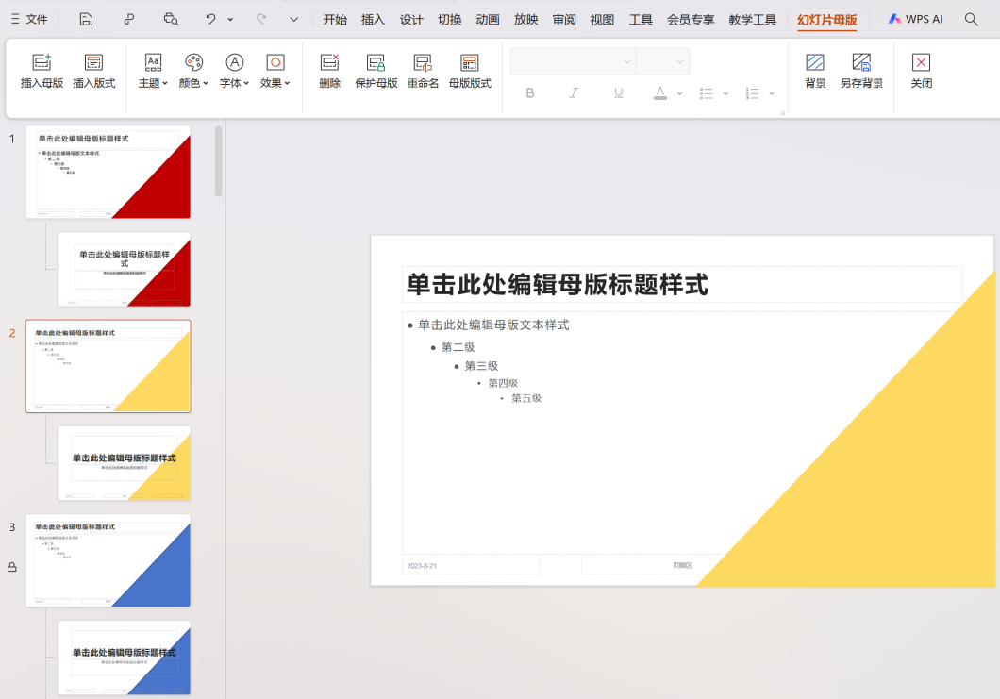 文件
开始 插入 设计 切换 动画 放映 审阅 视图 工具 会员专享 教学工具 幻灯片母版 WPS AI
插入母版 插入版式 主题 颜色 字体 效果 删除 保护母版 重命名 母版版式 背景 另存背景 关闭
Aa A
B I U A
1
单击此处编辑母版标题样式
• 单击此处编辑母版文本样式
• 第二级
• 第三级
• 第四级
• 第五级
单击此处编辑母版标题样
式
单击此处编辑母版副标题样式
2
单击此处编辑母版标题样式
• 单击此处编辑母版文本样式
• 第二级
• 第三级
• 第四级
• 第五级
单击此处编辑母版标题样式
单击此处编辑母版副标题样式
3
单击此处编辑母版标题样式
• 单击此处编辑母版文本样式
• 第二级
• 第三级
• 第四级
• 第五级
单击此处编辑母版标题样式
单击此处编辑母版副标题样式
单击此处编辑母版标题样式
• 单击此处编辑母版文本样式
• 第二级
• 第三级
• 第四级
• 第五级
2023-8-21
页脚区